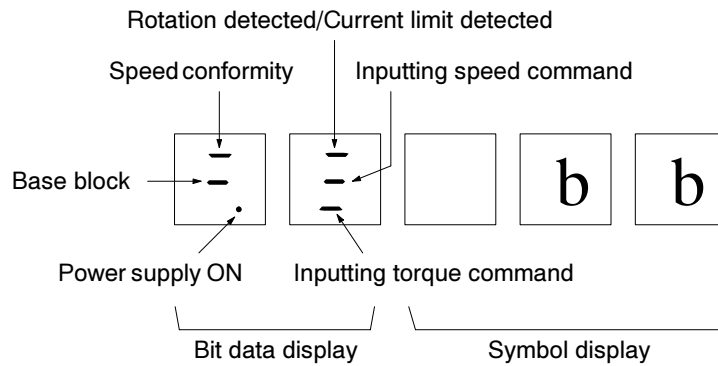 Rotation detected/Current limit detected
Speed conformity
Inputting speed command
Base block
b b
Power supply ON
Inputting torque command
Bit data display
Symbol display